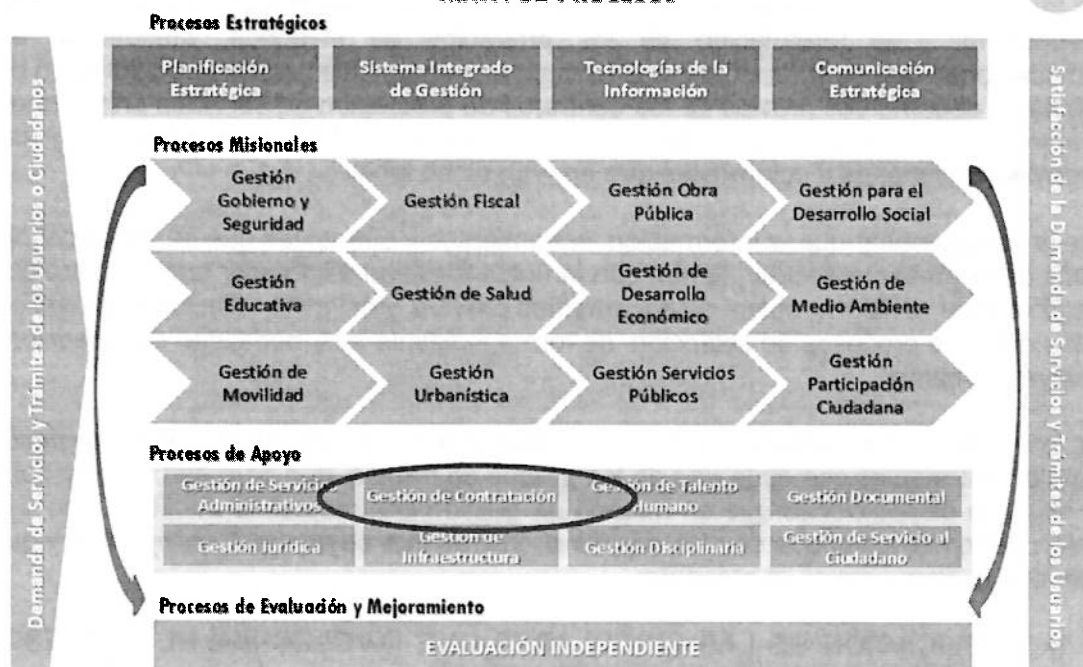 Procesos Estratégicos
Planificación
Estratégica
Sistema Integrado
de Gestión
Tecnologías de la
Información
Comunicación
Estratégica
Demanda de Servicios y Trámites de los Usuarios o Ciudadanos
Procesos Misionales
Gestión
Gobierno y
Seguridad
Gestión Fiscal
Gestión Obra
Pública
Gestión para el
Desarrollo Social
Gestión
Educativa
Gestión de Salud
Gestión de
Desarrollo
Económico
Gestión de
Medio Ambiente
Gestión de
Movilidad
Gestión
Urbanística
Gestión Servicios
Públicos
Gestión
Participación
Ciudadana
Satisfacción de la Demanda de Servicios y Trámites de los Usuarios
Procesos de Apoyo
Gestión de Servicios
Administrativos
Gestión de Contratación
Gestión de Talento
Humano
Gestión Documental
Gestión Jurídica
Gestión de
Infraestructura
Gestión Disciplinaria
Gestión de Servicio al
Ciudadano
Procesos de Evaluación y Mejoramiento
EVALUACIÓN INDEPENDIENTE